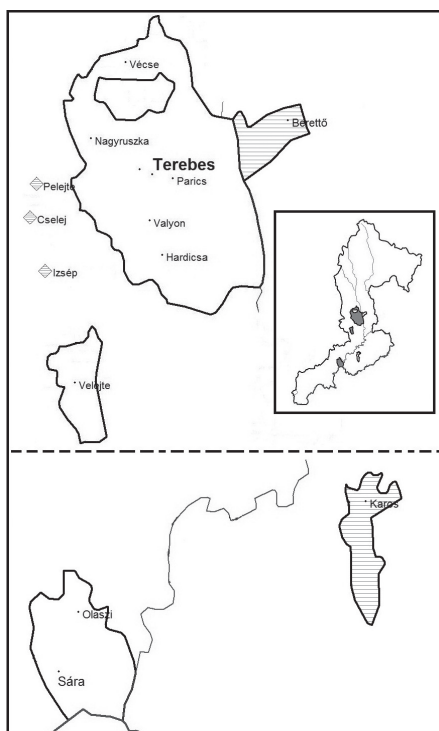 Vécse
Berettő
Nagyruszka
Terebes
Parics
Pelejte
Cselej
Valyon
Hardicsa
Izsép
Velejte
Karos
Olaszi
Sára